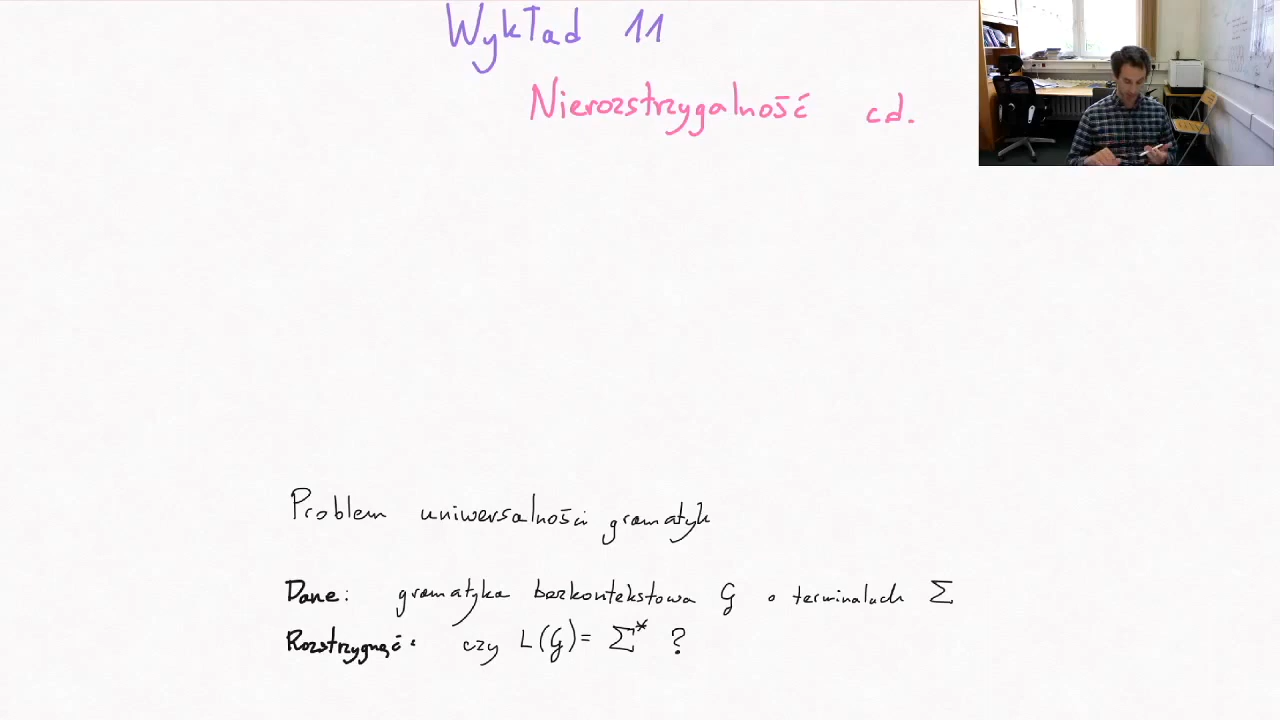 Wykład 11
Nierozstrzygalność cd.
Problem uniwersalności gramatyk
Dane: gramatyka bezkontekstowa G o terminalach Σ
Rozstrzygnąć: czy L(G) = Σ* ?